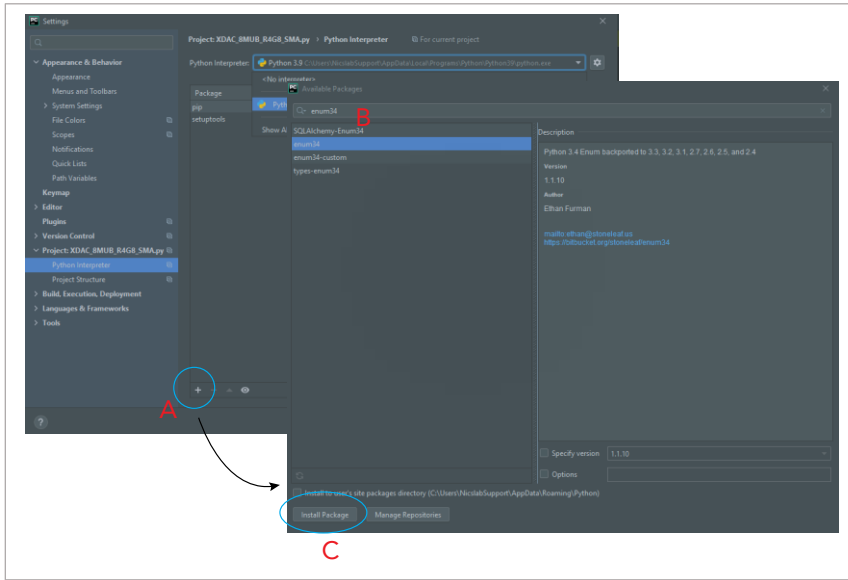 Settings
Project: XDAC_8MUB_R4G8_SMA.py > Python Interpreter
For current project
Appearance & Behavior
Appearance
Menus and Toolbars
System Settings
File Colors
Scopes
Notifications
Quick Lists
Path Variables
Keymap
Editor
Plugins
Version Control
Project: XDAC_8MUB_R4G8_SMA.py
Python Interpreter
Project Structure
Build, Execution, Deployment
Languages & Frameworks
Tools
Python Interpreter: Python 3.9 C:\Users\NicslabSupport\AppData\Local\Programs\Python\Python39\python.exe
<No interpreter>
Pyth
Show A
Package
pip
setuptools
A
Available Packages
enum34
B
SQLAlchemy-Enum34
enum34
enum34-custom
types-enum34
Description
Python 3.4 Enum backported to 3.3, 3.2, 3.1, 2.7, 2.6, 2.5, and 2.4
Version
1.1.10
Author
Ethan Furman
mailto:ethan@stoneleaf.us
https://bitbucket.org/stoneleaf/enum34
Specify version 1.1.10
Options
Install to user's site packages directory (C:\Users\NicslabSupport\AppData\Roaming\Python)
Install Package
Manage Repositories
C